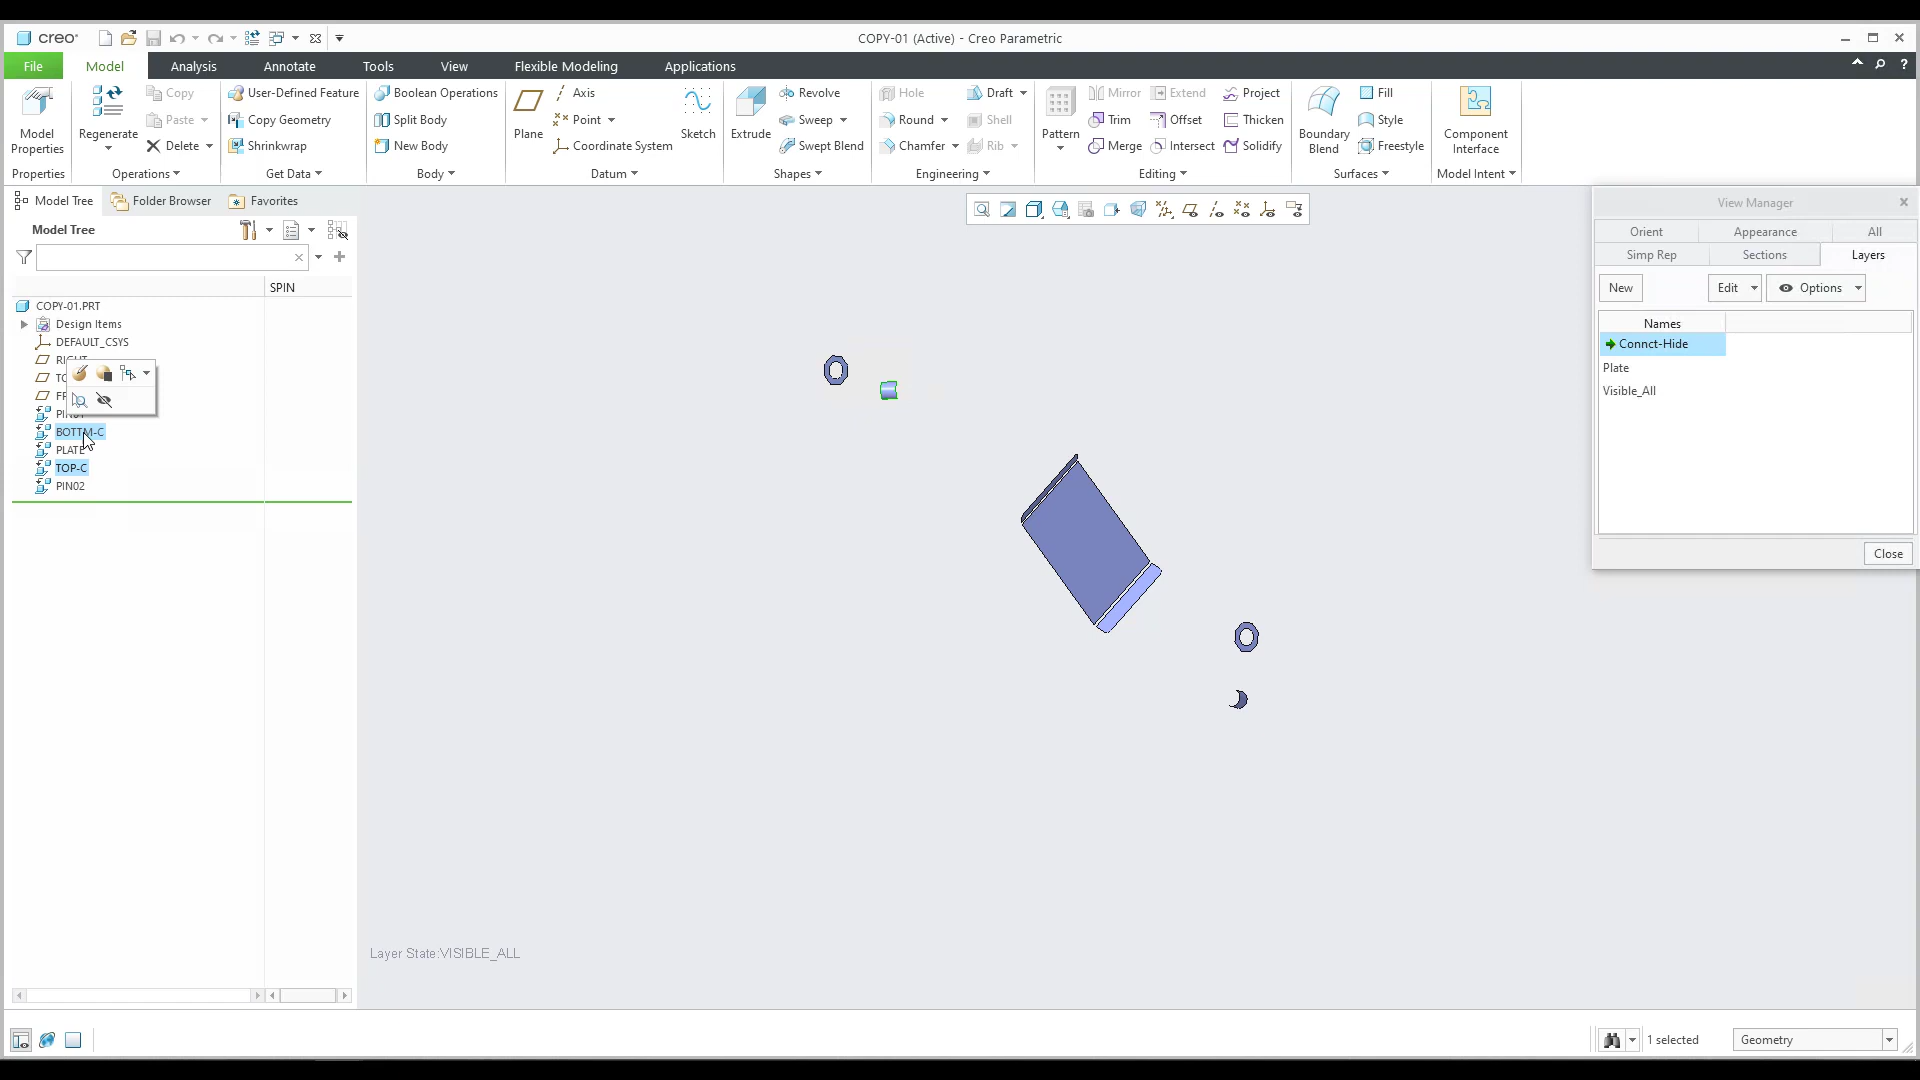 creo®
COPY-01 (Active) - Creo Parametric
File
Model
Analysis
Annotate
Tools
View
Flexible Modeling
Applications
?
Model
Properties
Properties
Regenerate
Copy
Paste
Delete
Operations
User-Defined Feature
Copy Geometry
Shrinkwrap
Get Data
Boolean Operations
Split Body
New Body
Body
Plane
Axis
Point
Coordinate System
Sketch
Datum
Extrude
Revolve
Sweep
Swept Blend
Shapes
Hole
Round
Chamfer
Draft
Shell
Rib
Engineering
Pattern
Mirror
Trim
Merge
Extend
Offset
Intersect
Project
Thicken
Solidify
Editing
Boundary
Blend
Fill
Style
Freestyle
Surfaces
Component
Interface
Model Intent
Model Tree
Folder Browser
Favorites
Model Tree
SPIN
COPY-01.PRT
Design Items
DEFAULT_CSYS
BOTTM-C
PLATE
TOP-C
PIN02
View Manager
Orient
Appearance
All
Simp Rep
Sections
Layers
New
Edit
Options
Names
Connct-Hide
Plate
Visible_All
Close
Layer State:VISIBLE_ALL
1 selected
Geometry